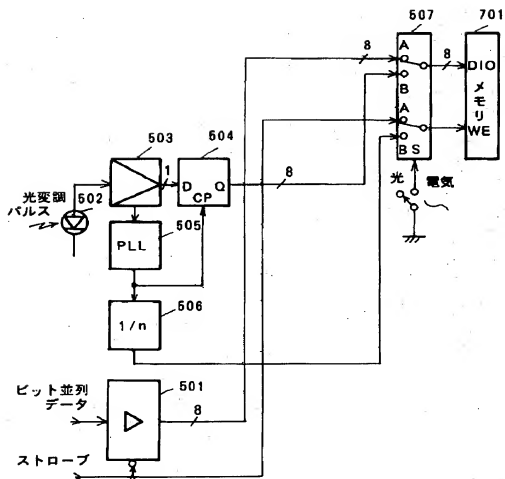 507
701
8
A
8
DIO
B
メモリ
A
WE
503
504
B
S
1
D
Q
CP
8
光変調
パルス
502
光
電気
505
PLL
506
1/n
ビット並列
データ
501
8
ストローブ